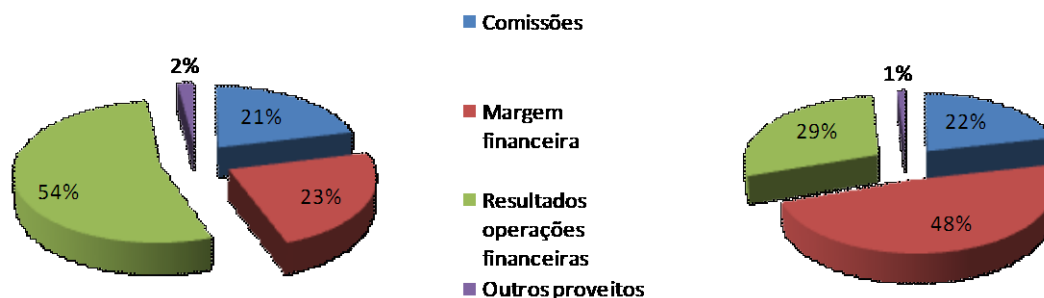 2%
21%
54%
23%
Comissões
Margem
financeira
Resultados
operações
financeiras
Outros proveitos
1%
22%
29%
48%